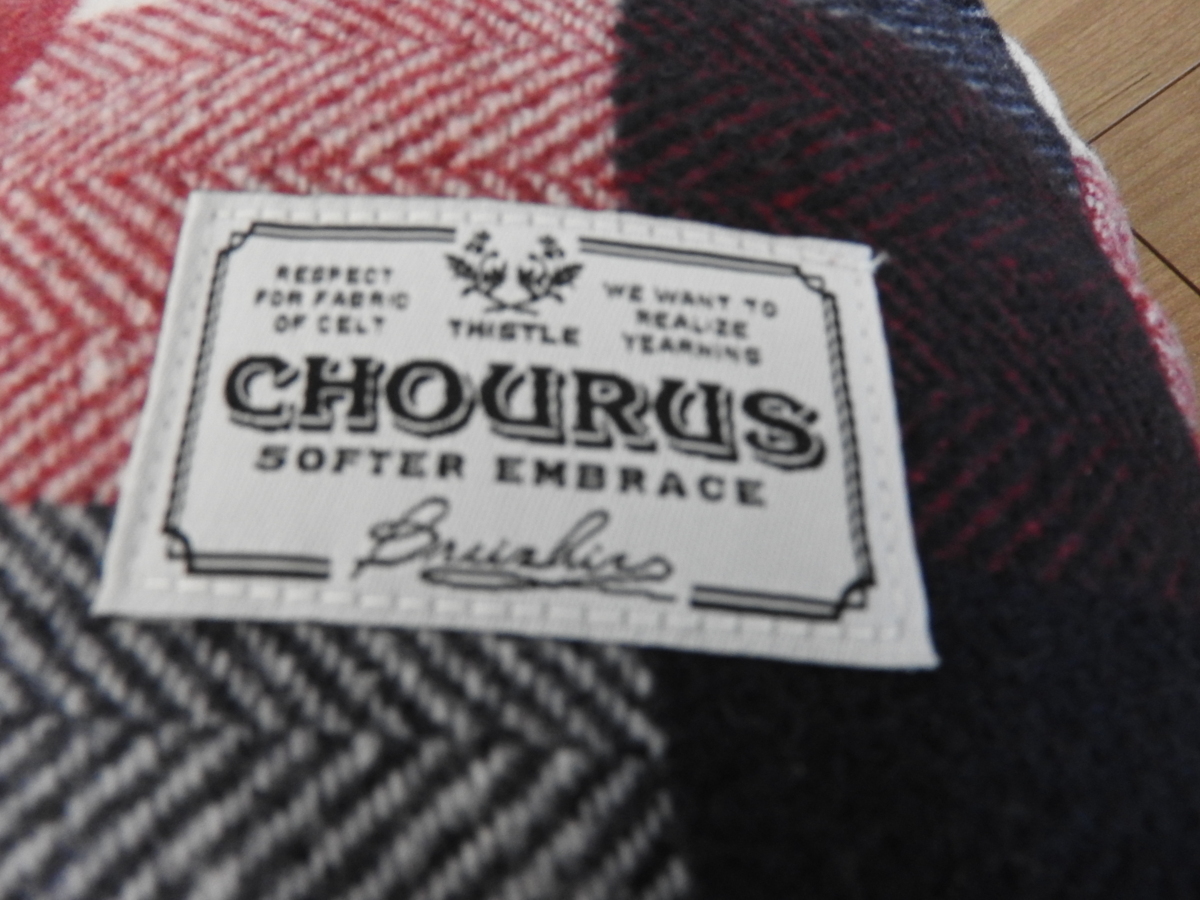 RESPECT
FOR FABRIC
OF CELT
THISTLE
WE WANT TO
REALIZE
YEARNING
CHOURUS
SOFTER EMBRACE